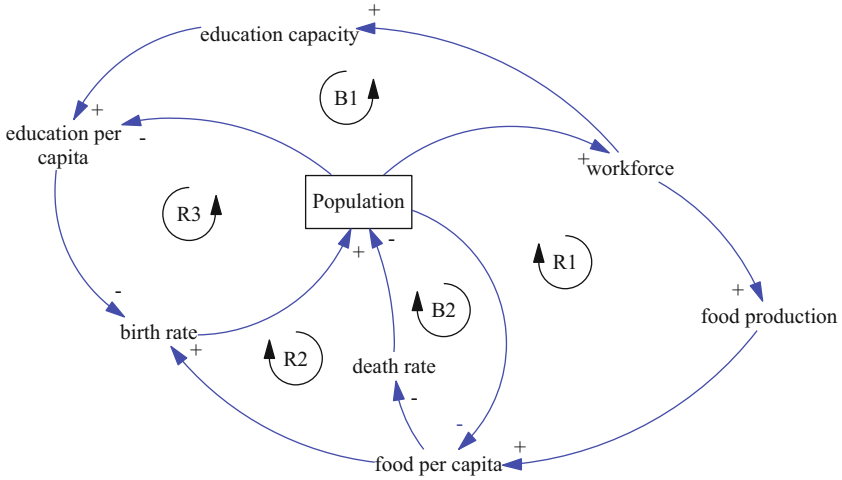 +
education capacity
B1
+
education per
capita
-
+
workforce
R3
Population
-
+
R1
-
+
food production
B2
birth rate
+
R2
death rate
-
-
+
food per capita